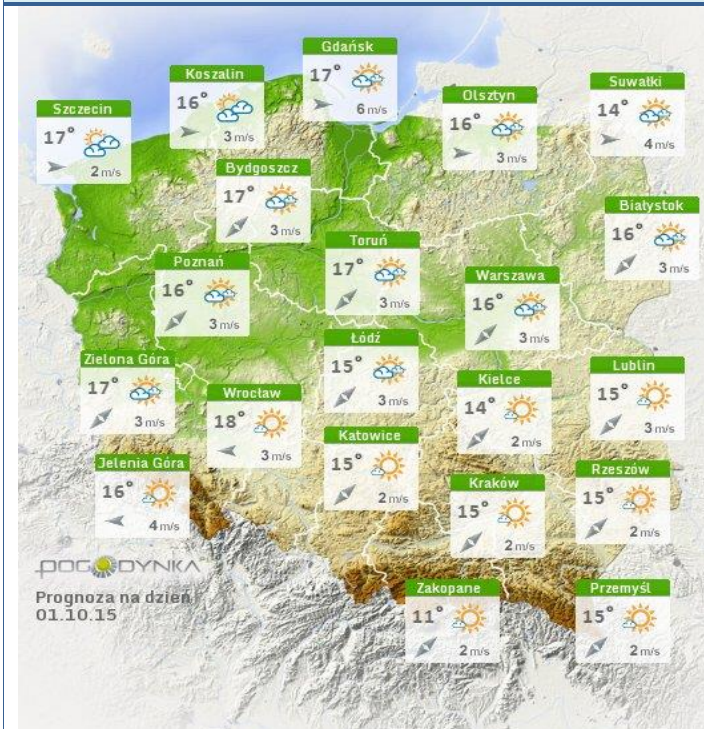 Gdańsk
17°
6 m/s
Koszalin
16°
3 m/s
Suwałki
14°
4 m/s
Olsztyn
16°
3 m/s
Szczecin
17°
2 m/s
Bydgoszcz
17°
3 m/s
Białystok
16°
3 m/s
Toruń
17°
3 m/s
Poznań
16°
3 m/s
Warszawa
16°
3 m/s
Łódź
15°
3 m/s
Zielona Góra
17°
3 m/s
Lublin
15°
3 m/s
Kielce
14°
2 m/s
Wrocław
18°
3 m/s
Katowice
15°
2 m/s
Jelenia Góra
16°
4 m/s
Rzeszów
15°
2 m/s
Kraków
15°
2 m/s
POGODYNKA
Prognoza na dzień
01.10.15
Zakopane
11°
2 m/s
Przemyśl
15°
2 m/s